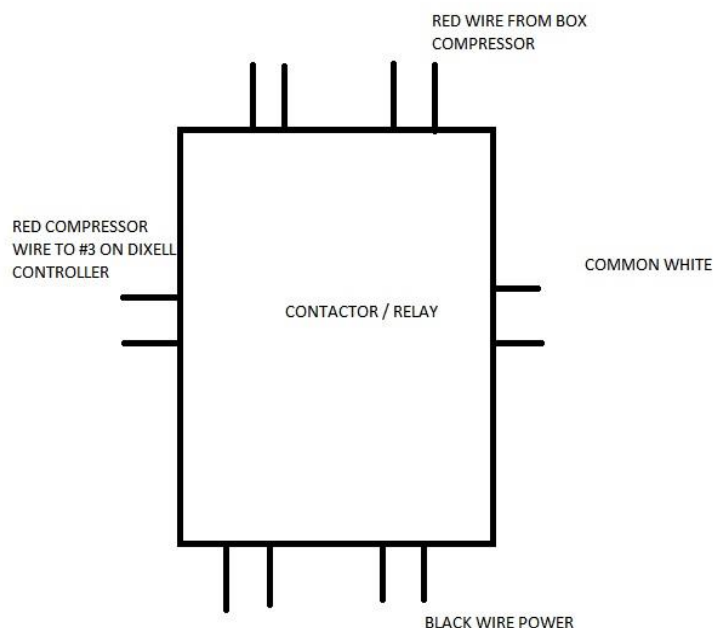 RED WIRE FROM BOX
COMPRESSOR
RED COMPRESSOR
WIRE TO #3 ON DIXELL
CONTROLLER
COMMON WHITE
CONTACTOR / RELAY
BLACK WIRE POWER